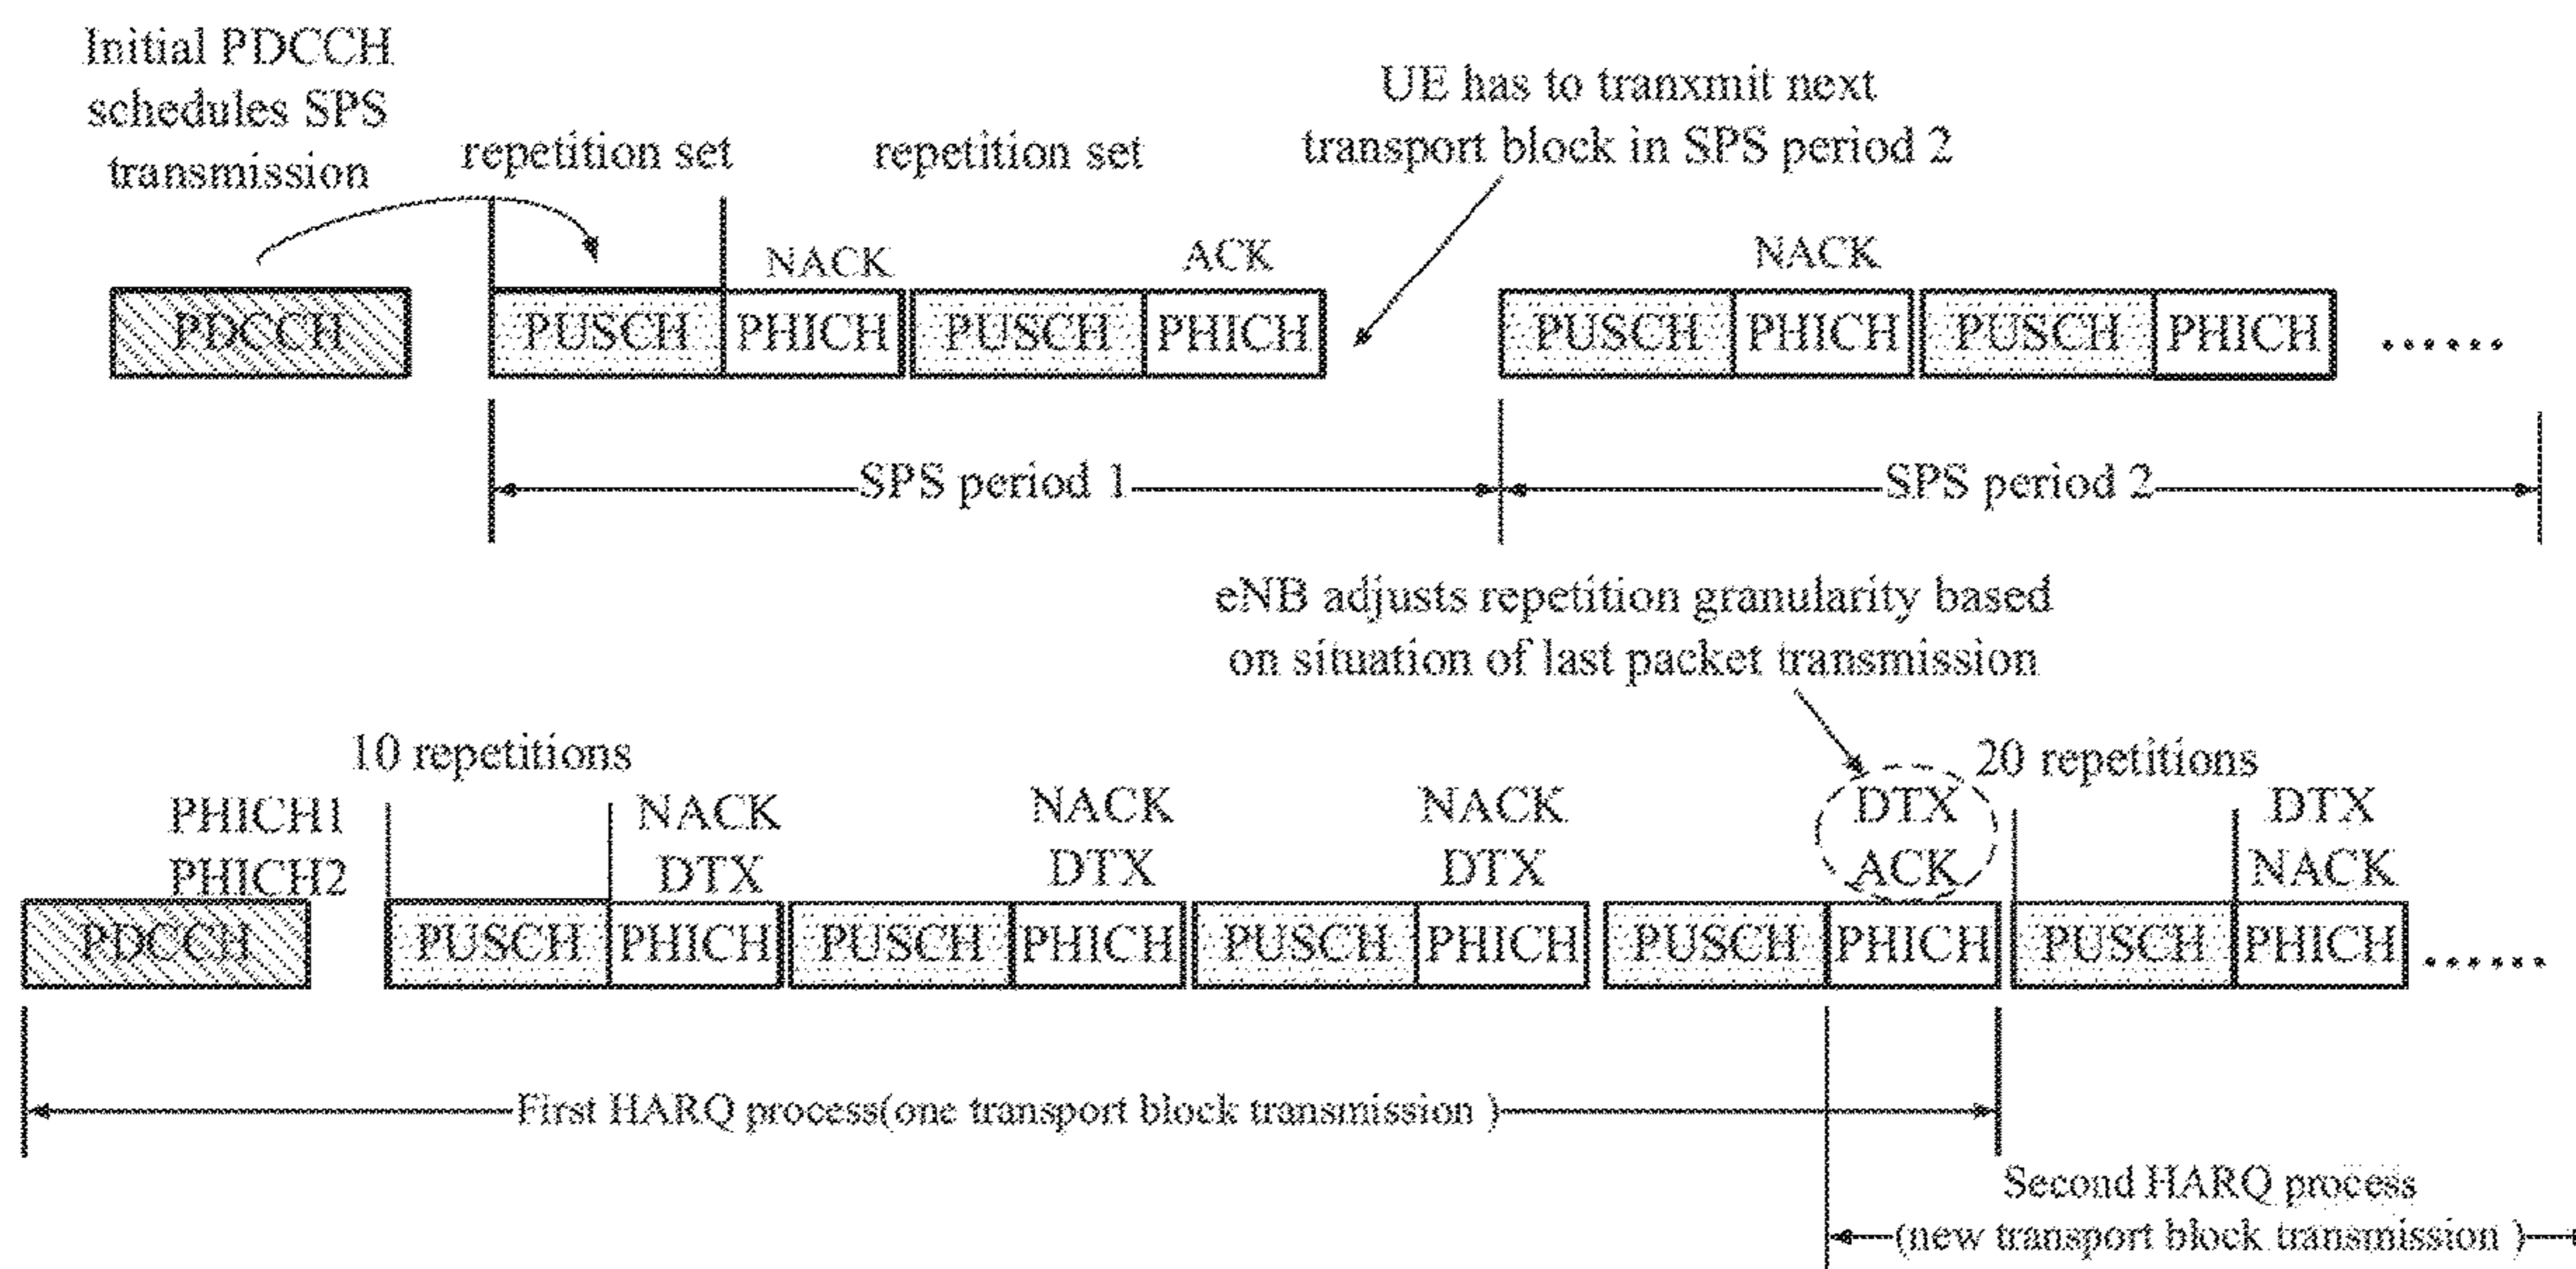 Initial PDCCH
schedules SPS
transmission
repetition set
repetition set
UE has to tranxmit next
transport block in SPS period 2
NACK
ACK
NACK
PDCCH
PUSCH
PHICH
PUSCH
PHICH
PUSCH
PHICH
PUSCH
PHICH
......
SPS period 1
SPS period 2
eNB adjusts repetition granularity based
on situation of last packet transmission
10 repetitions
20 repetitions
PHICH1
PHICH2
NACK
DTX
NACK
DTX
NACK
DTX
DTX
ACK
DTX
NACK
PDCCH
PUSCH
PHICH
PUSCH
PHICH
PUSCH
PHICH
PUSCH
PHICH
PUSCH
PHICH
......
First HARQ process(one transport block transmission )
Second HARQ process
(new transport block transmission )